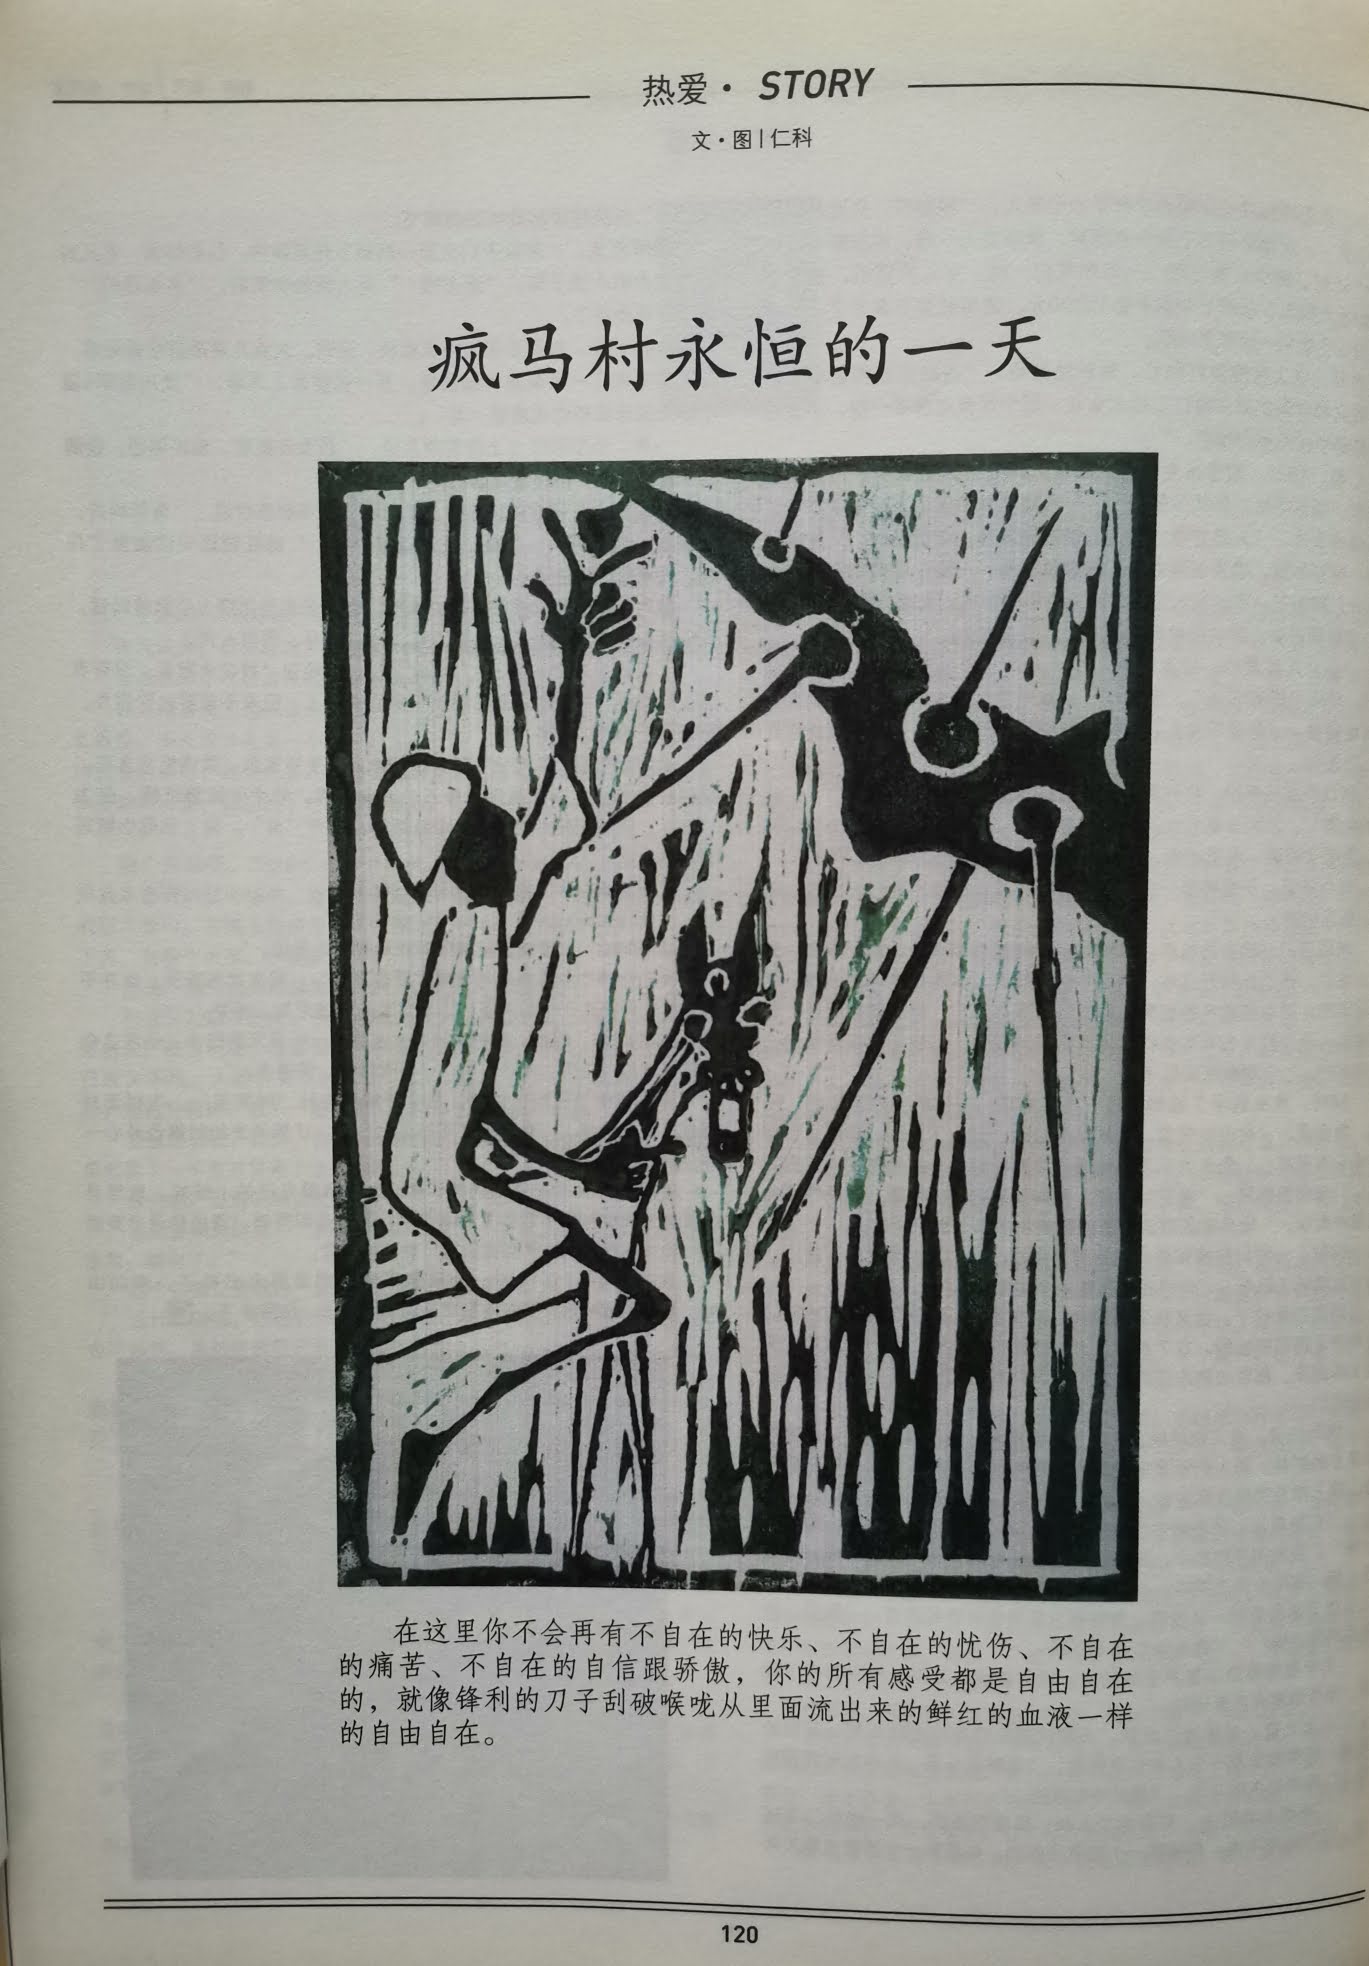 热爱·STORY
文·图|仁科
疯马村永恒的一天
在这里你不会再有不自在的快乐、不自在的忧伤、不自在
的痛苦、不自在的自信跟骄傲，你的所有感受都是自由自在
的，就像锋利的刀子刮破喉咙从里面流出来的鲜红的血液一样
的自由自在。
120